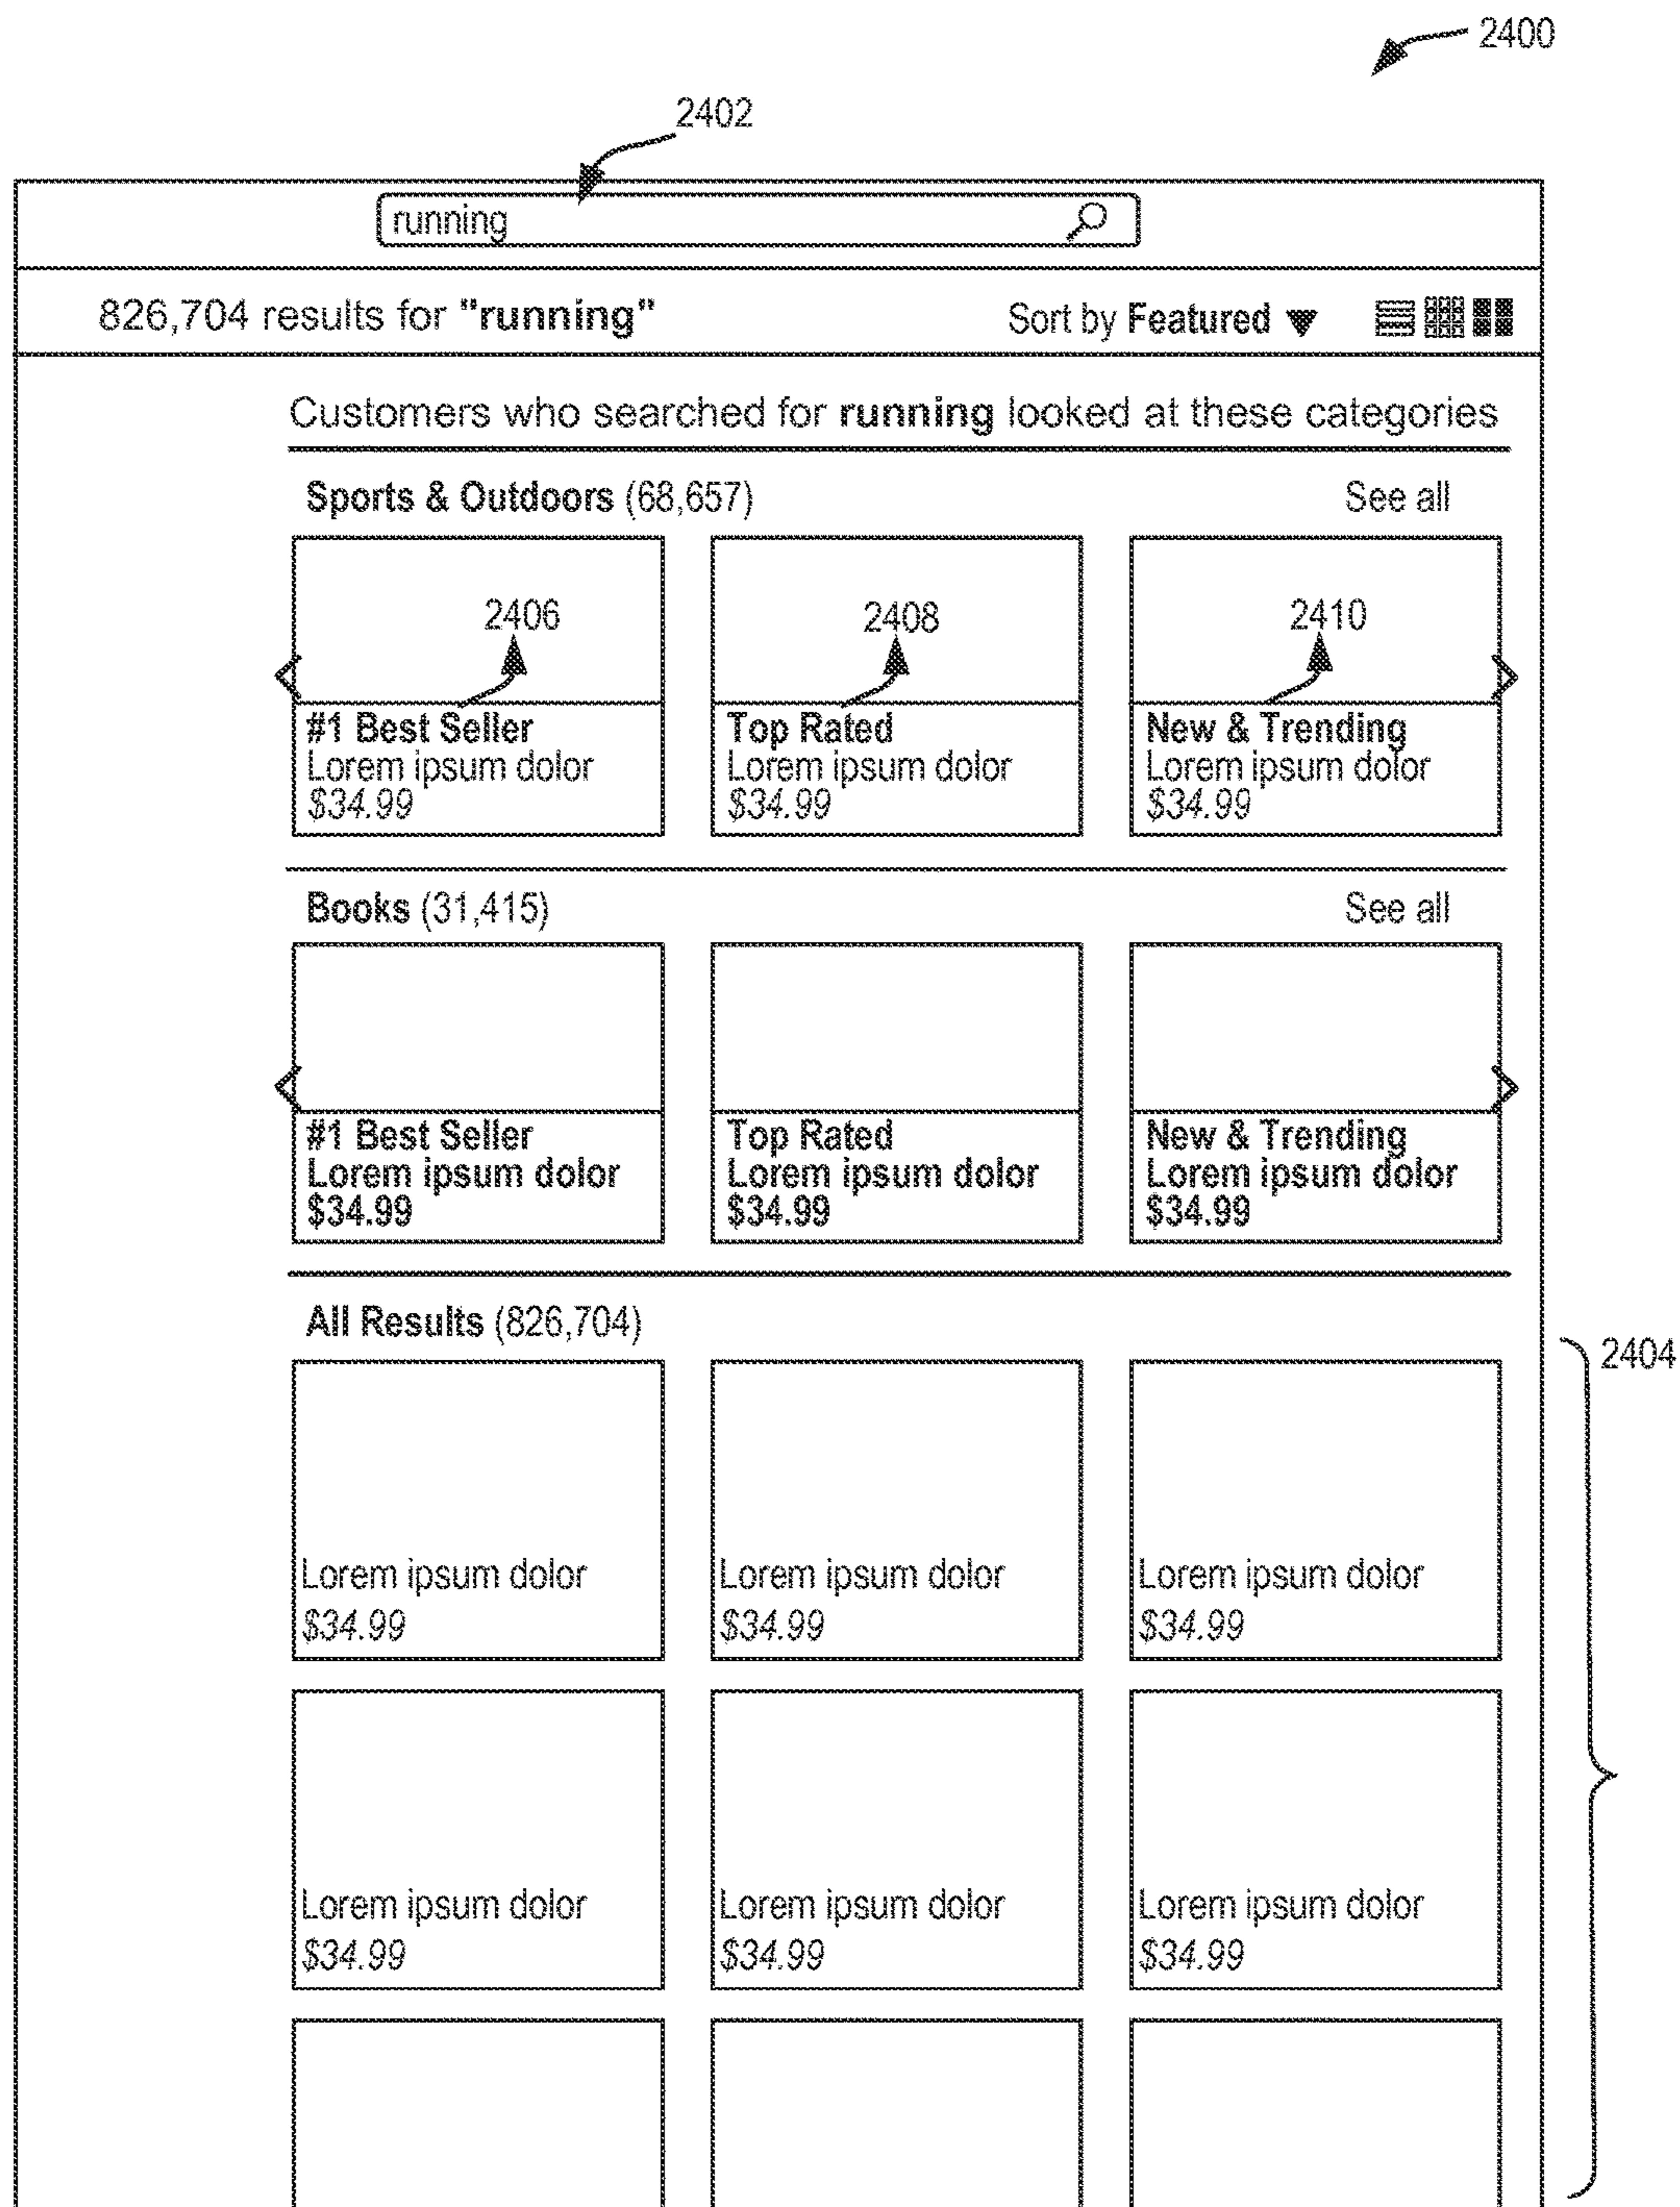 2400
2402
running
826,704 results for "running"
Sort by Featured
Customers who searched for running looked at these categories
Sports & Outdoors (68,657) See all
2406 2408 2410
#1 Best Seller Top Rated New & Trending
Lorem ipsum dolor Lorem ipsum dolor Lorem ipsum dolor
$34.99 $34.99 $34.99
Books (31,415) See all
#1 Best Seller Top Rated New & Trending
Lorem ipsum dolor Lorem ipsum dolor Lorem ipsum dolor
$34.99 $34.99 $34.99
All Results (826,704)
2404
Lorem ipsum dolor Lorem ipsum dolor Lorem ipsum dolor
$34.99 $34.99 $34.99
Lorem ipsum dolor Lorem ipsum dolor Lorem ipsum dolor
$34.99 $34.99 $34.99